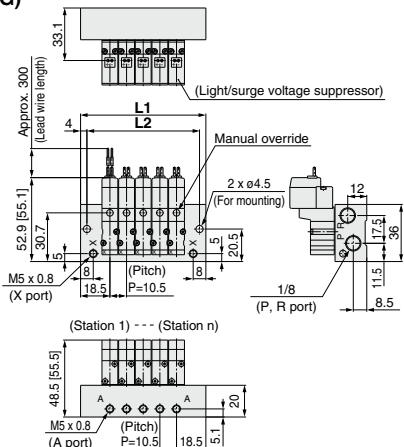 d)
33.1
(Light/surge voltage suppressor)
Approx. 300
(Lead wire length)
L1
L2
4
Manual override
2 x ø4.5
(For mounting)
12
52.9 [55.1]
30.7
5
X
X
5
20.5
P
R
17.5
36
11.5
8
(Pitch)
8
M5 x 0.8
(X port)
18.5
P=10.5
1/8
(P, R port)
8.5
(Station 1) --- (Station n)
48.5 [55.5]
A
A
20
M5 x 0.8
(A port)
(Pitch)
P=10.5
18.5
5.1